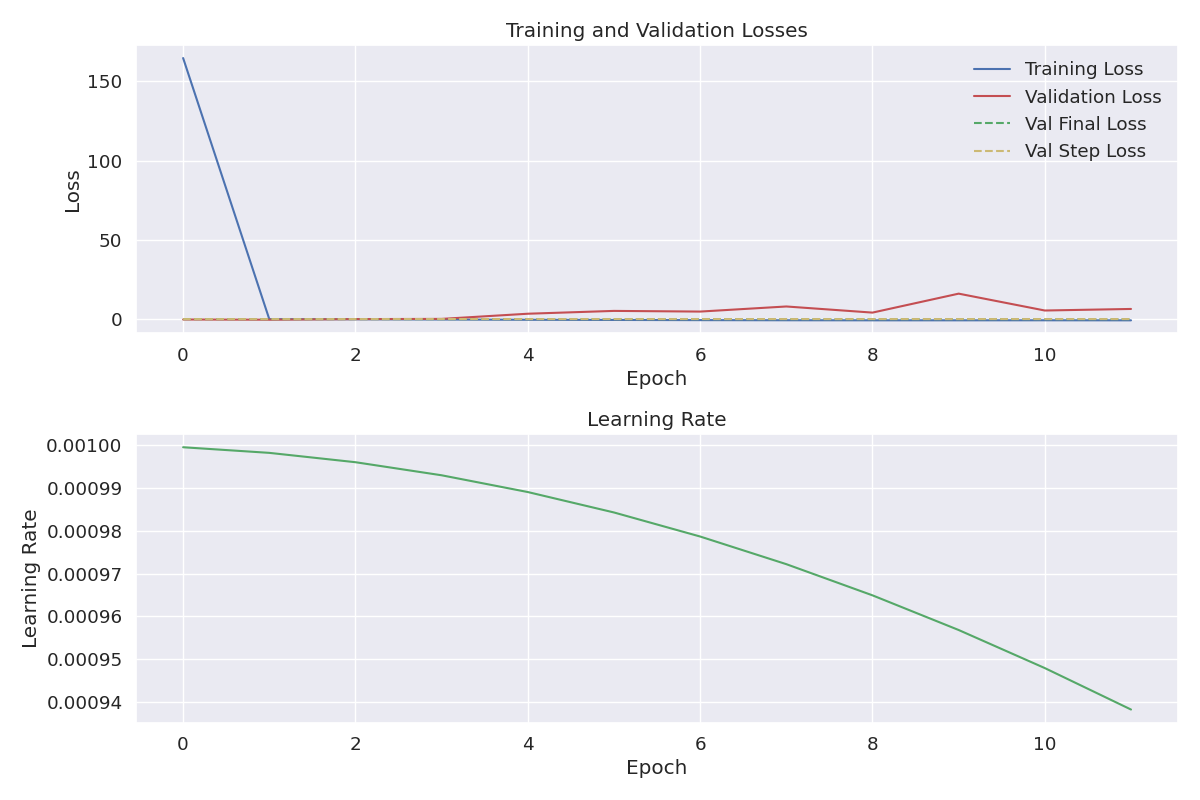 Training and Validation Losses
150
100
50
0
Loss
Training Loss
Validation Loss
Val Final Loss
Val Step Loss
0 2 4 6 8 10
Epoch
Learning Rate
0.00100
0.00099
0.00098
0.00097
0.00096
0.00095
0.00094
Learning Rate
0 2 4 6 8 10
Epoch